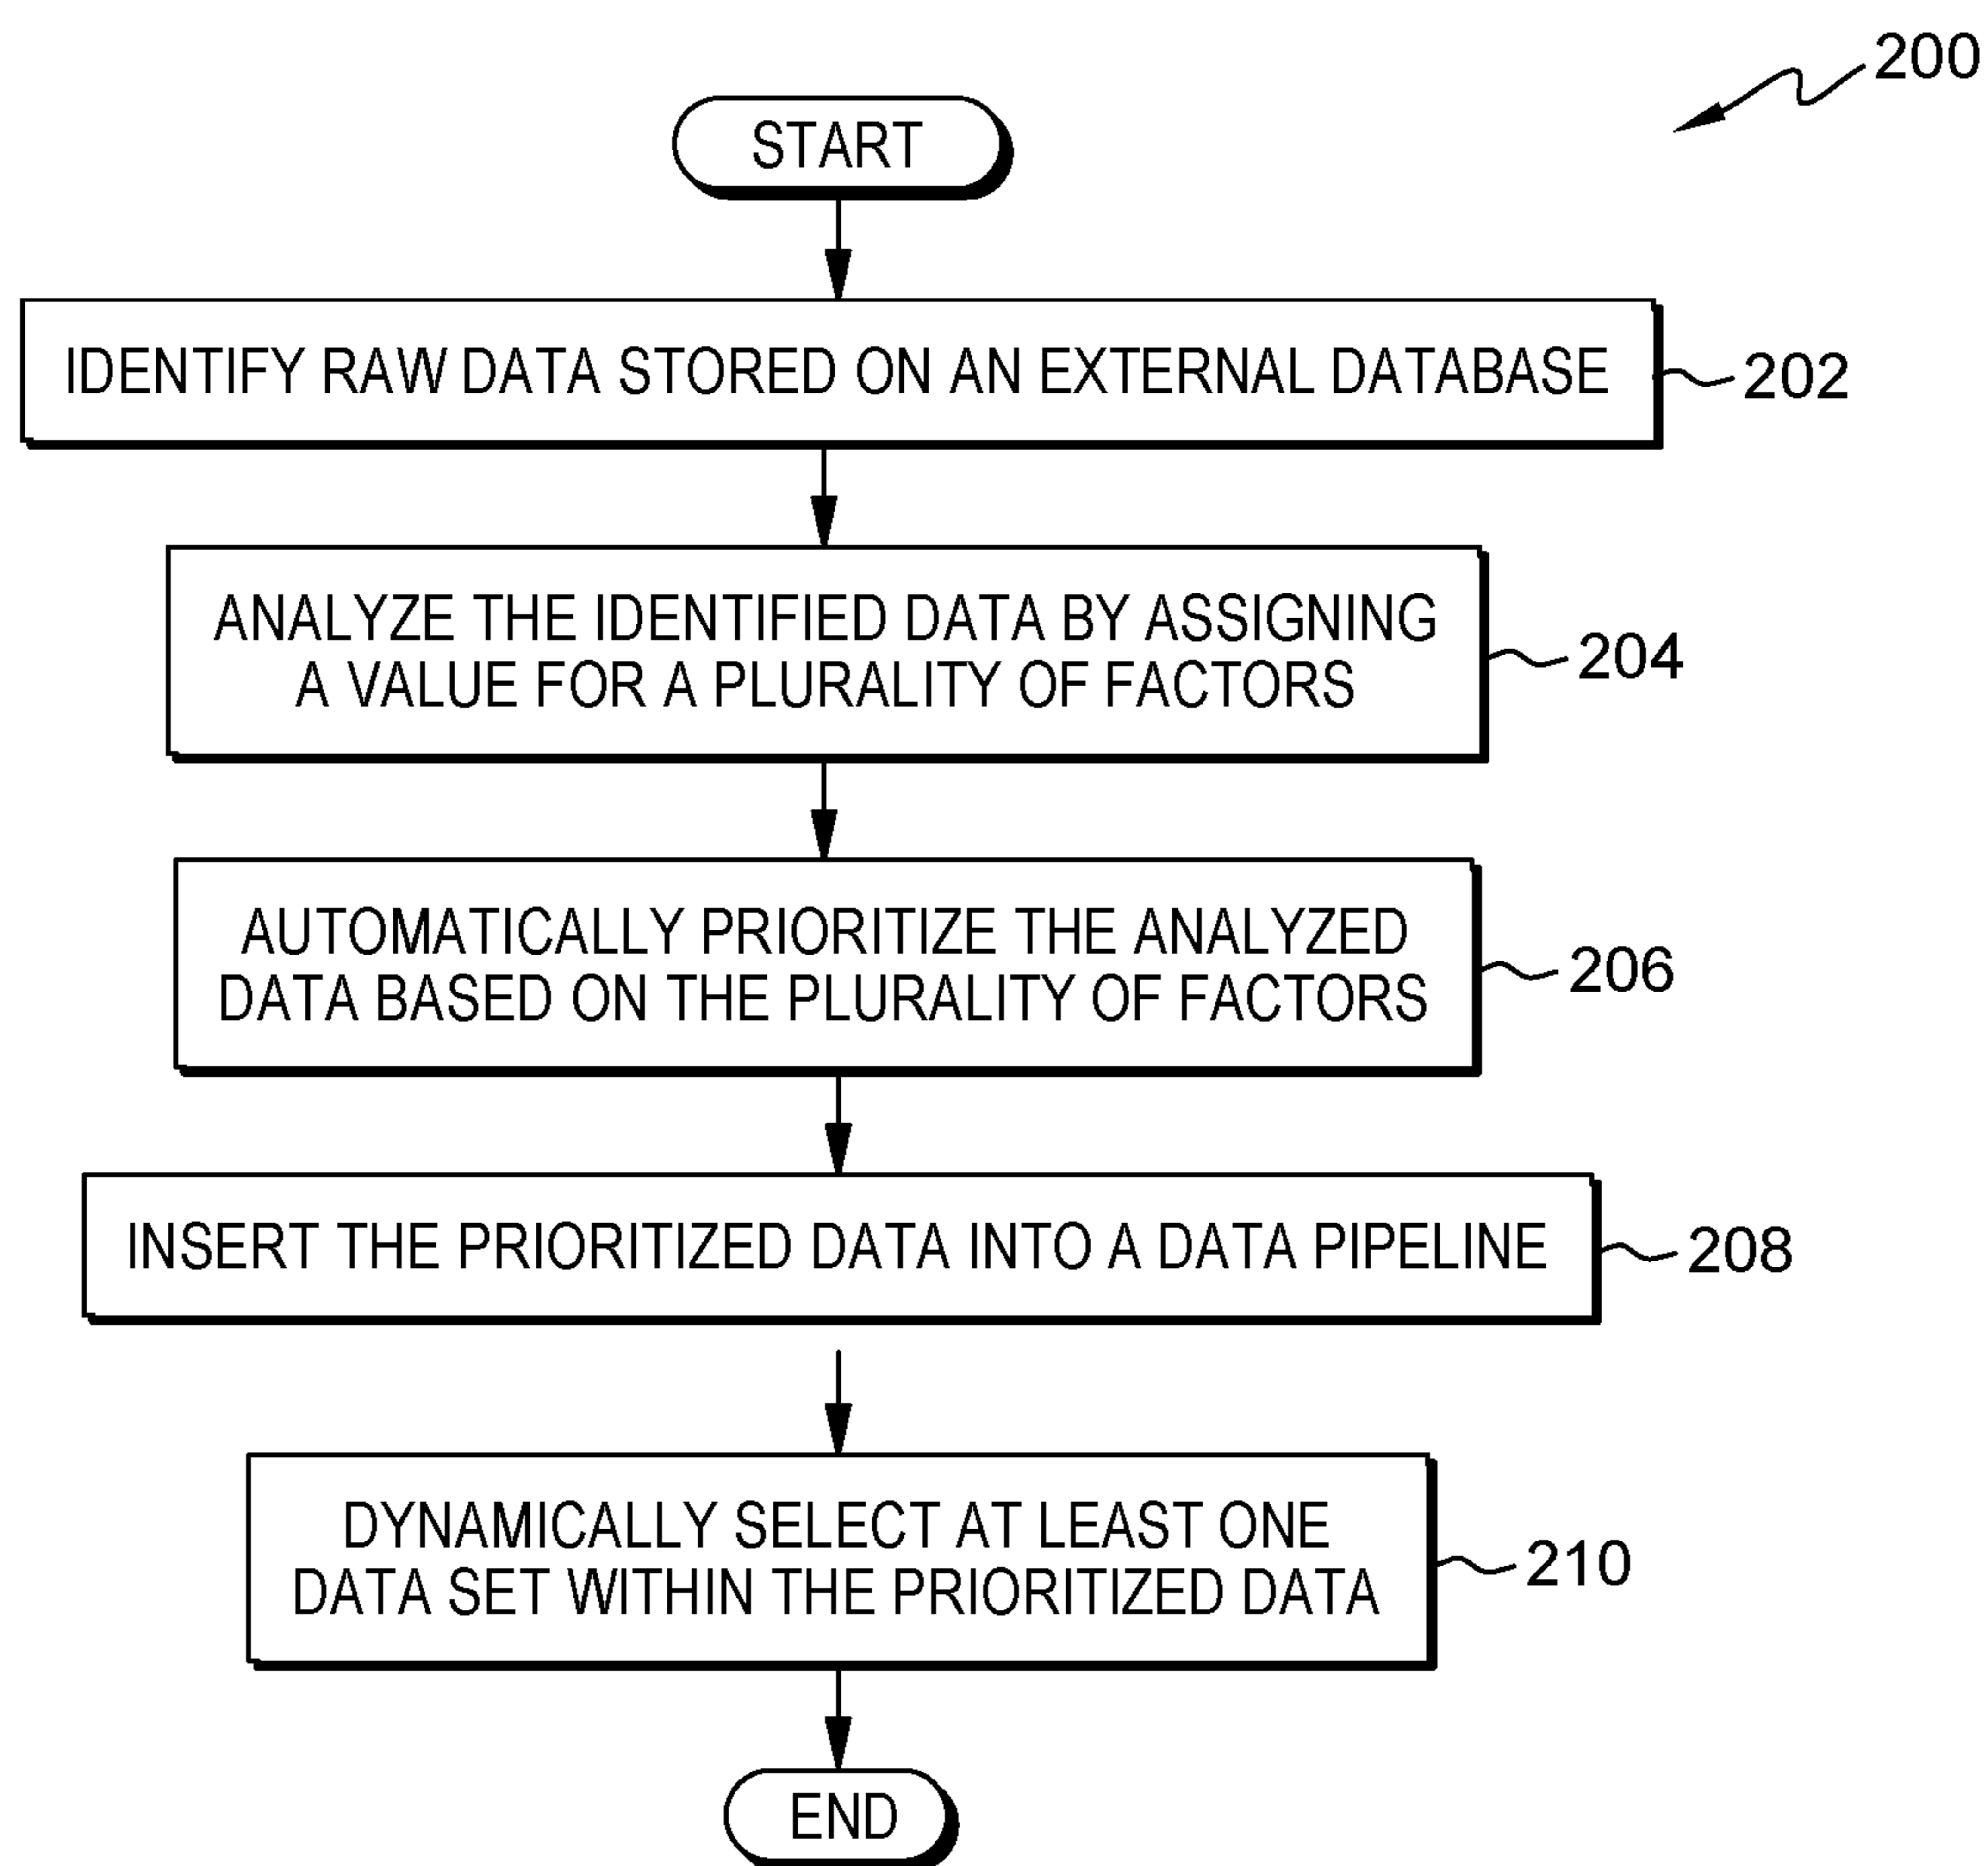 200
START
IDENTIFY RAW DATA STORED ON AN EXTERNAL DATABASE
202
ANALYZE THE IDENTIFIED DATA BY ASSIGNING
A VALUE FOR A PLURALITY OF FACTORS
204
AUTOMATICALLY PRIORITIZE THE ANALYZED
DATA BASED ON THE PLURALITY OF FACTORS
206
INSERT THE PRIORITIZED DATA INTO A DATA PIPELINE
208
DYNAMICALLY SELECT AT LEAST ONE
DATA SET WITHIN THE PRIORITIZED DATA
210
END